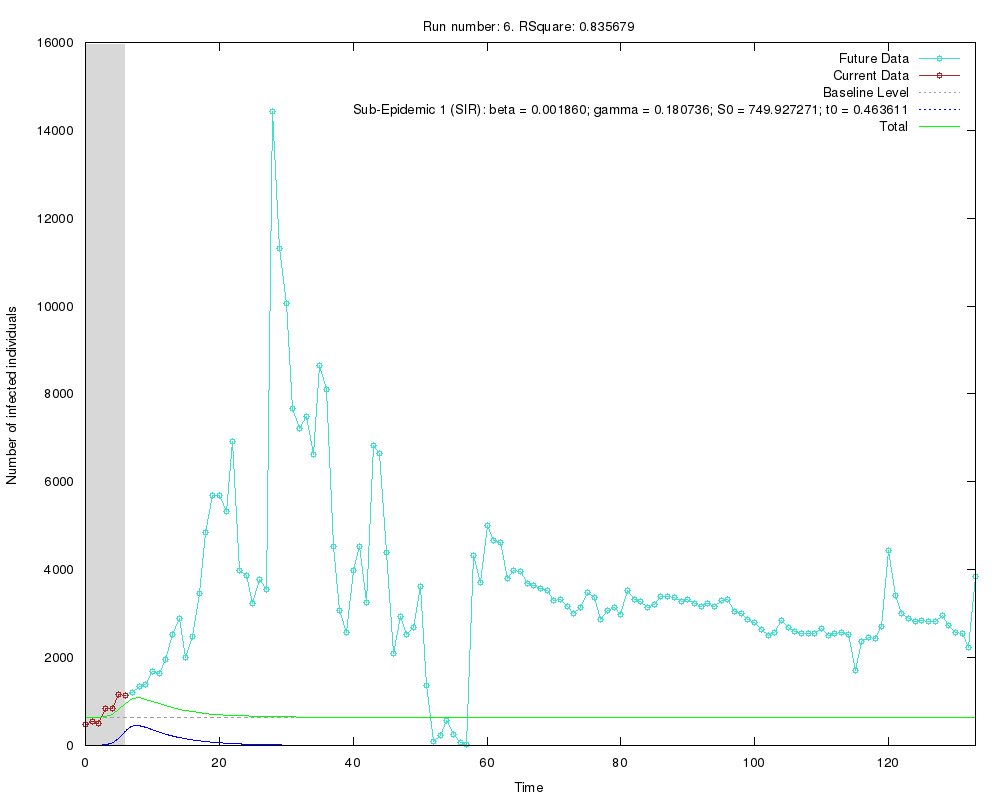 Run number: 6. RSquare: 0.835679
Number of infected individuals
16000
14000
12000
10000
8000
6000
4000
2000
0
Future Data
Current Data
Baseline Level
Sub-Epidemic 1 (SIR): beta = 0.001860; gamma = 0.180736; S0 = 749.927271; t0 = 0.463611
Total
0 20 40 60 80 100 120
Time